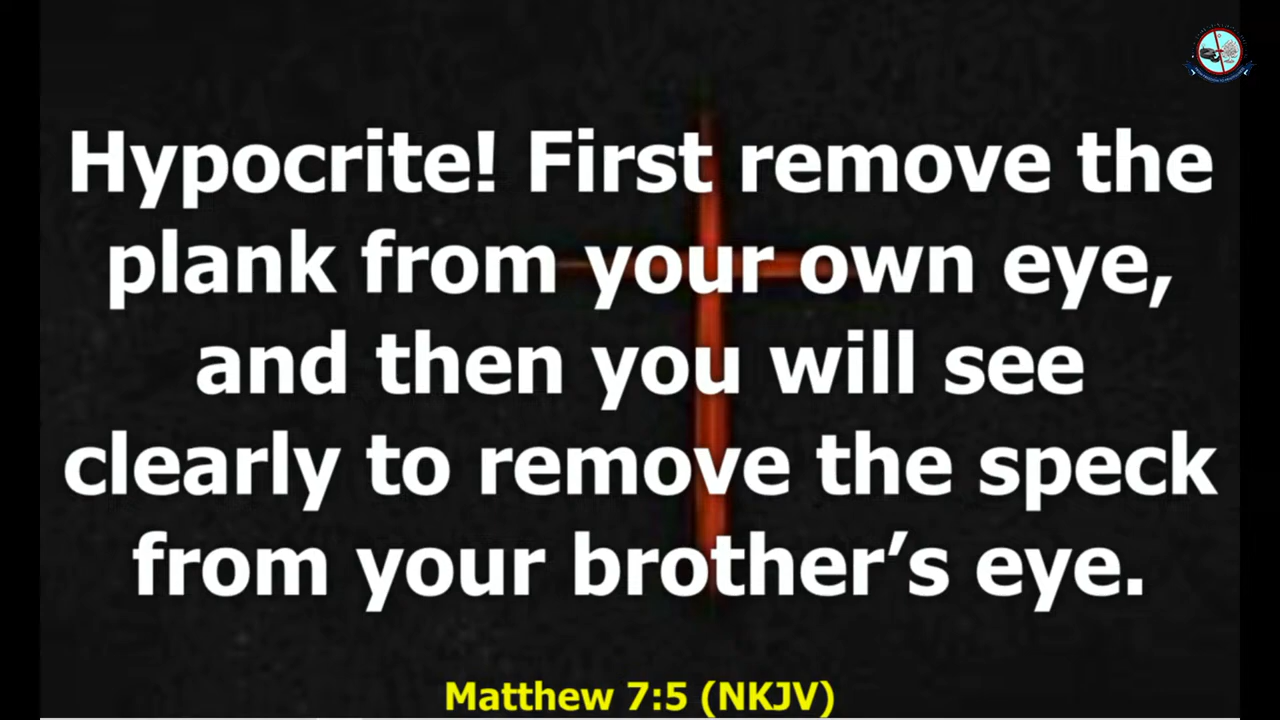 Hypocrite! First remove the
plank from your own eye,
and then you will see
clearly to remove the speck
from your brother’s eye.
Matthew 7:5 (NKJV)